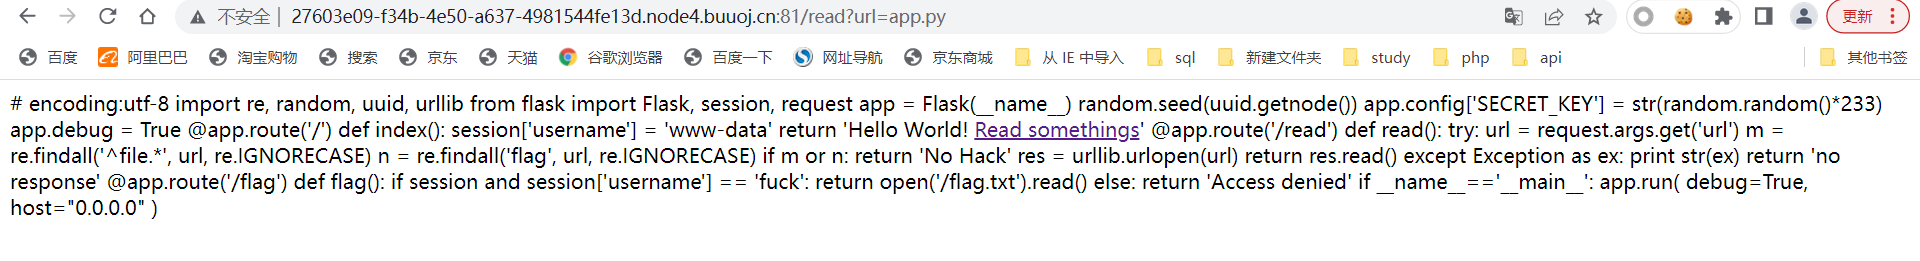 不安全 | 27603e09-f34b-4e50-a637-4981544fe13d.node4.buuoj.cn:81/read?url=app.py
更新
百度 阿里巴巴 淘宝购物 搜索 京东 天猫 谷歌浏览器 百度一下 网址导航 京东商城 从 IE 中导入 sql 新建文件夹 study php api 其他书签
# encoding:utf-8 import re, random, uuid, urllib from flask import Flask, session, request app = Flask(__name__) random.seed(uuid.getnode()) app.config['SECRET_KEY'] = str(random.random()*233)
app.debug = True @app.route('/') def index(): session['username'] = 'www-data' return 'Hello World! Read somethings' @app.route('/read') def read(): try: url = request.args.get('url') m =
re.findall('^file.*', url, re.IGNORECASE) n = re.findall('flag', url, re.IGNORECASE) if m or n: return 'No Hack' res = urllib.urlopen(url) return res.read() except Exception as ex: print str(ex) return 'no
response' @app.route('/flag') def flag(): if session and session['username'] == 'fuck': return open('/flag.txt').read() else: return 'Access denied' if __name__=='__main__': app.run( debug=True,
host="0.0.0.0" )